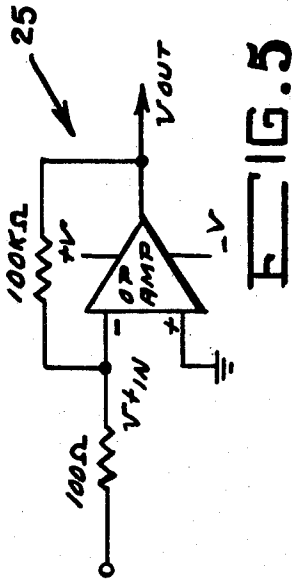 25
100KΩ
+V
100Ω
V+IN
-
+
OP
AMP
-V
VOUT
FIG. 5